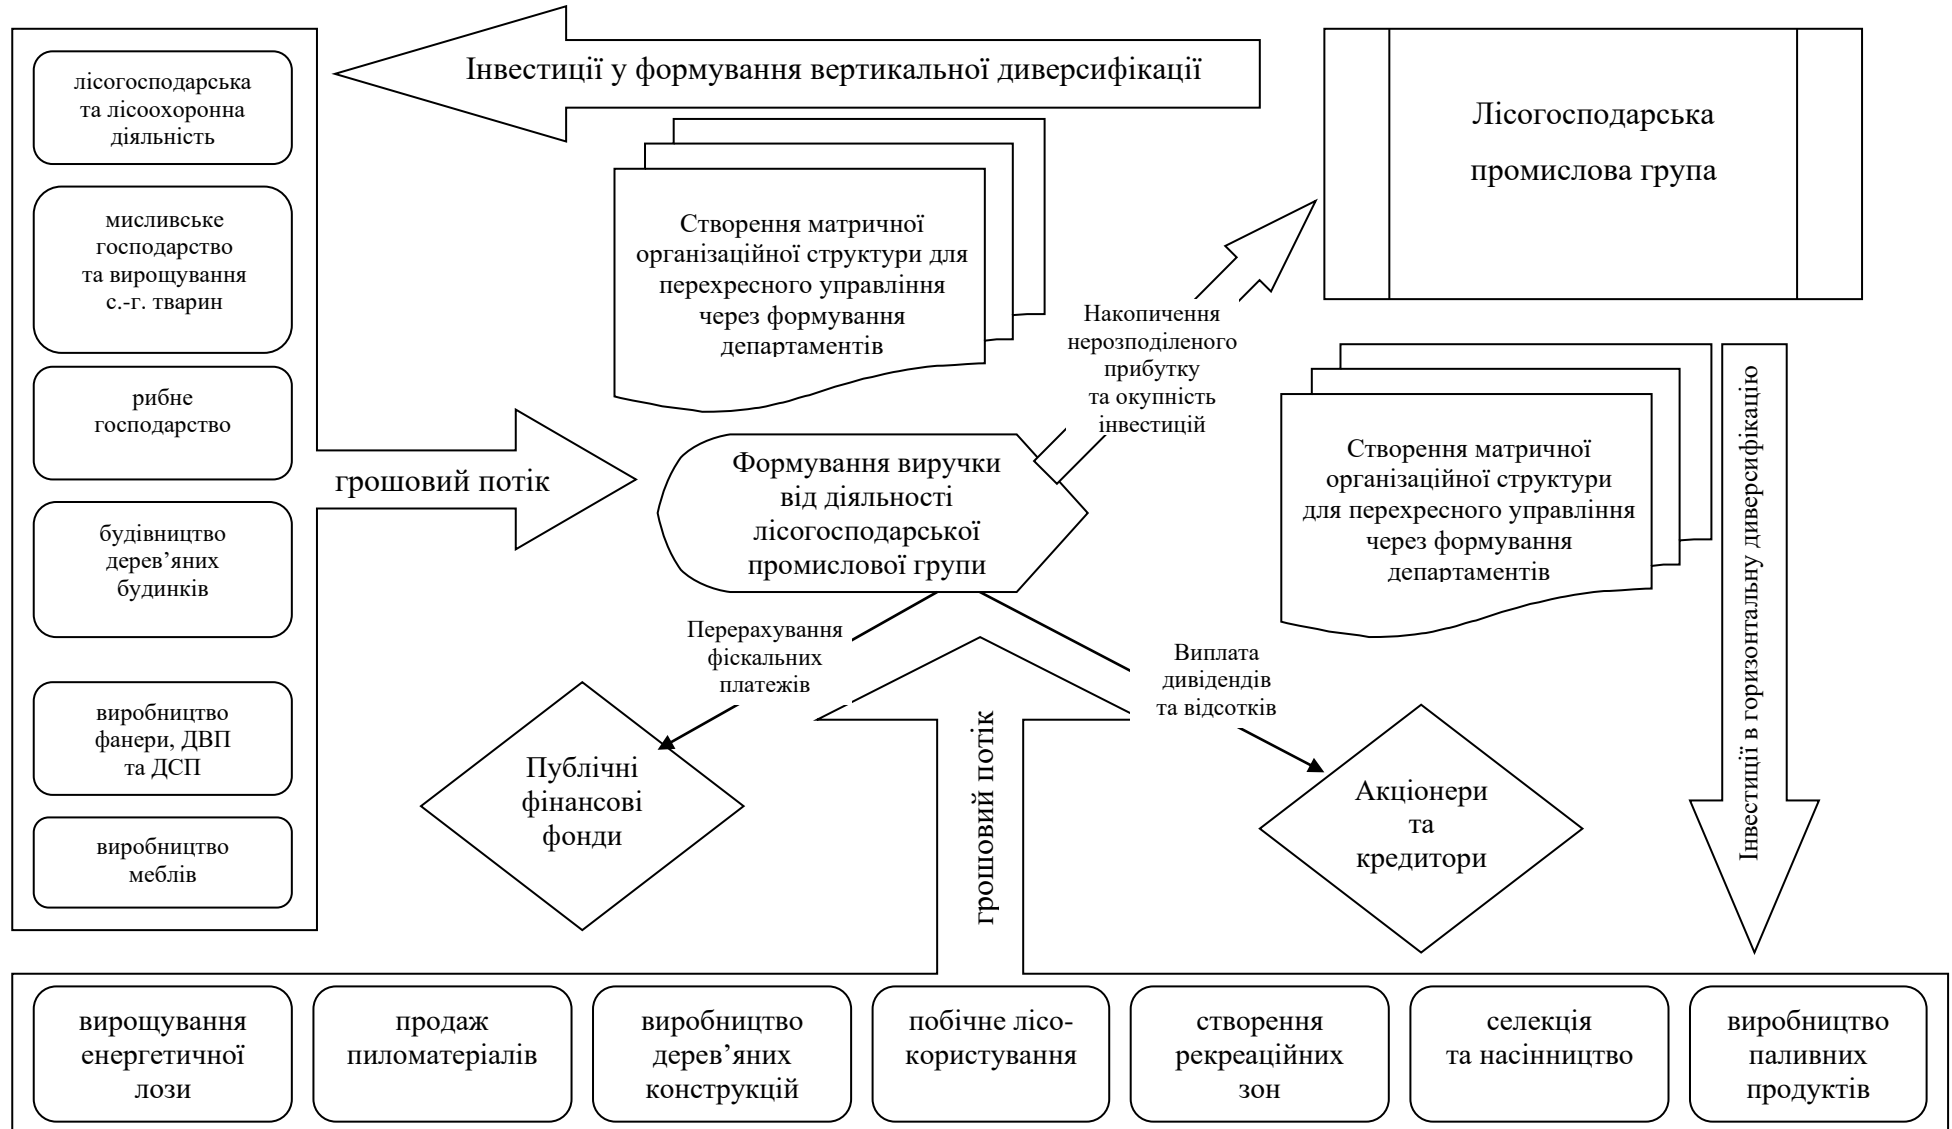 Інвестиції у формування вертикальної диверсифікації
Лісогосподарська
промислова група
лісогосподарська
та лісоохоронна
діяльність
мисливське
господарство
та вирощування
с.-г. тварин
рибне
господарство
будівництво
дерев’яних
будинків
виробництво
фанери, ДВП
та ДСП
виробництво
меблів
грошовий потік
Створення матричної
організаційної структури для
перехресного управління
через формування
департаментів
Накопичення
нерозподіленого
прибутку
та окупність
інвестицій
Формування виручки
від діяльності
лісогосподарської
промислової групи
Створення матричної
організаційної структури
для перехресного управління
через формування
департаментів
Інвестиції в горизонтальну диверсифікацію
Перерахування
фіскальних
платежів
Виплата
дивідендів
та відсотків
Публічні
фінансові
фонди
грошовий потік
Акціонери
та
кредитори
вирощування
енергетичної
лози
продаж
пиломатеріалів
виробництво
дерев’яних
конструкцій
побічне лісо-
користування
створення
рекреаційних
зон
селекція
та насінництво
виробництво
паливних
продуктів